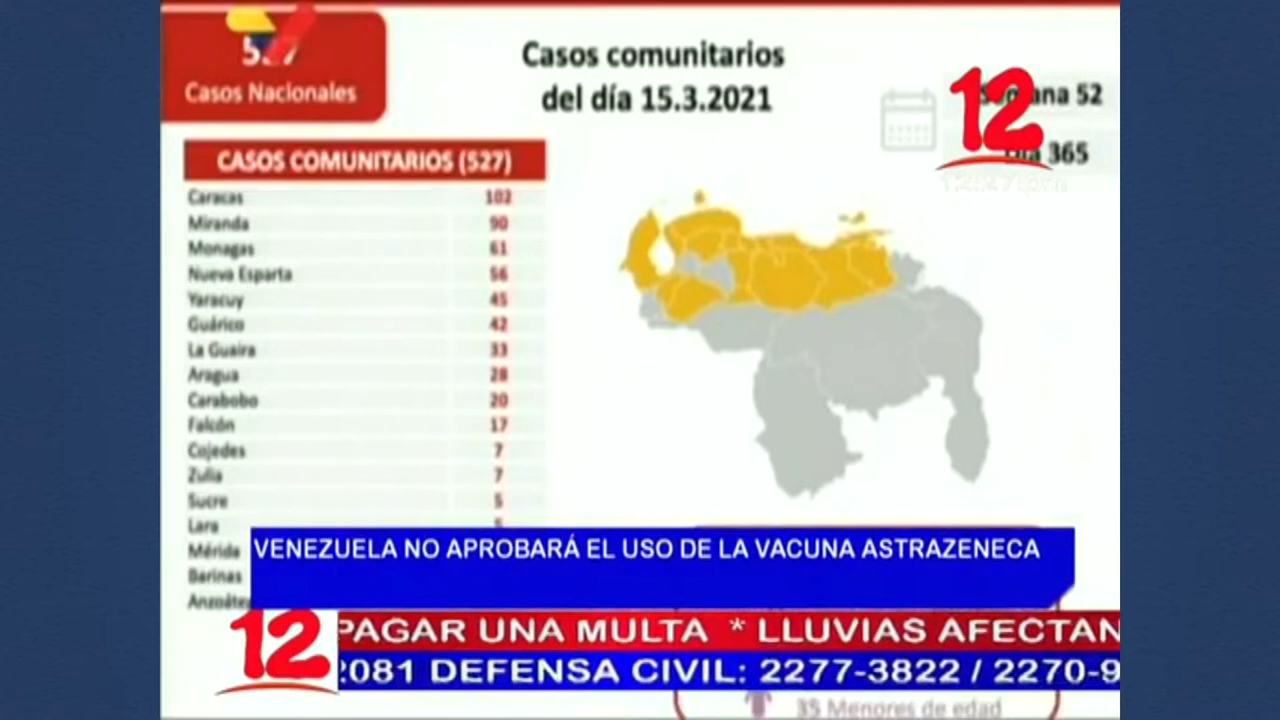 Casos Nacionales
Casos comunitarios
del día 15.3.2021
12
52
365
CASOS COMUNITARIOS (527)
Caracas 102
Miranda 90
Monagas 61
Nueva Esparta 56
Yaracuy 45
Guárico 42
La Guaira 33
Aragua 28
Carabobo 20
Falcón 17
Cojedes 7
Zulia 7
Sucre 5
Lara 5
Mérida
Barinas
VENEZUELA NO APROBARÁ EL USO DE LA VACUNA ASTRAZENECA
12
PAGAR UNA MULTA * LLUVIAS AFECTAN
2081 DEFENSA CIVIL: 2277-3822 / 2270-9
35 Menores de edad